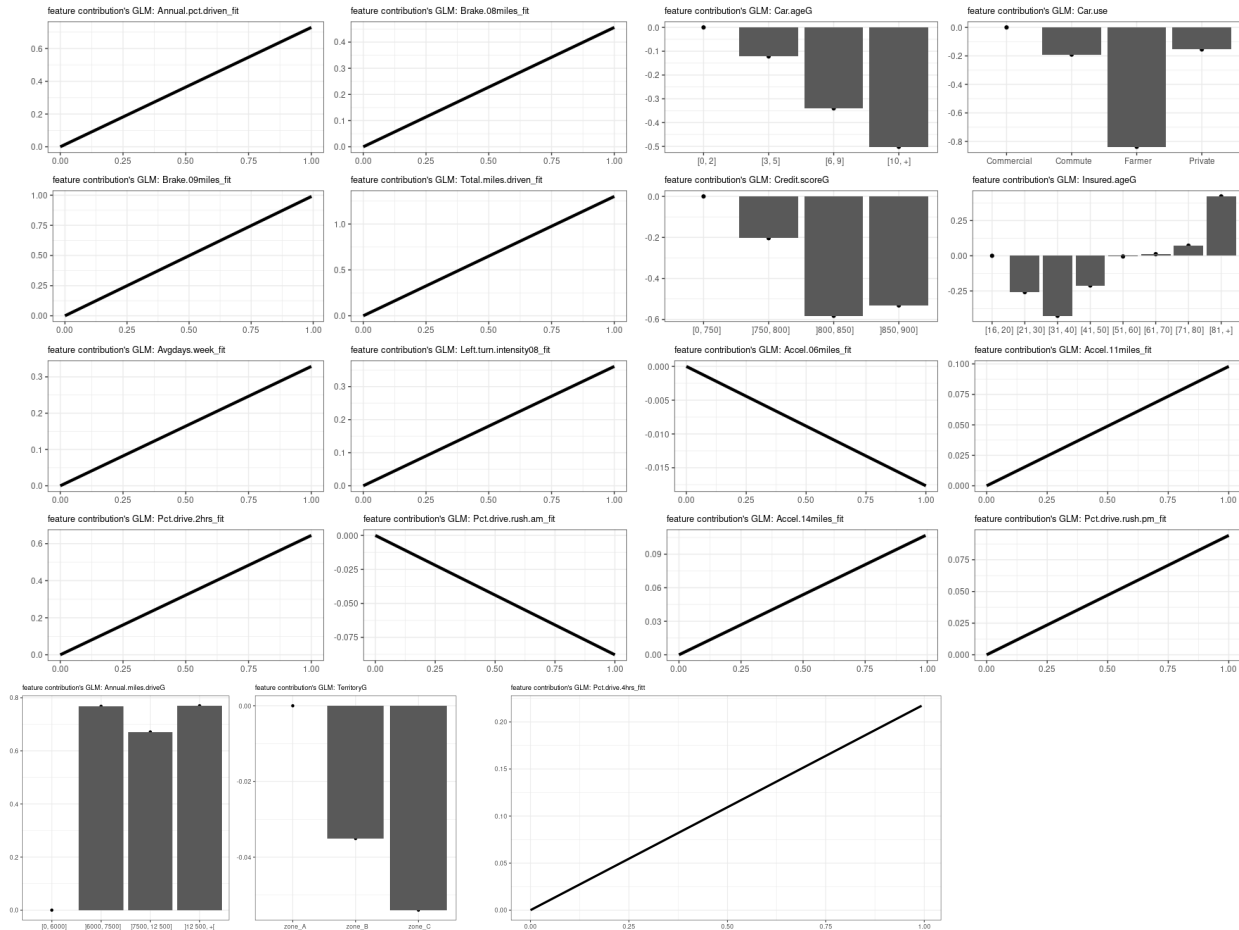 feature contribution's GLM: Annual.pct.driven_fit
0.6
0.4
0.2
0.0
0.00 0.25 0.50 0.75 1.00
feature contribution's GLM: Brake.08miles_fit
0.4
0.3
0.2
0.1
0.0
0.00 0.25 0.50 0.75 1.00
feature contribution's GLM: Car.ageG
0.0
-0.1
-0.2
-0.3
-0.4
-0.5
[0, 2] [3, 5] [6, 9] [10, +]
feature contribution's GLM: Car.use
0.0
-0.2
-0.4
-0.6
-0.8
Commercial Commute Farmer Private
feature contribution's GLM: Brake.09miles_fit
1.00
0.75
0.50
0.25
0.00
0.00 0.25 0.50 0.75 1.00
feature contribution's GLM: Total.miles.driven_fit
1.0
0.5
0.0
0.00 0.25 0.50 0.75 1.00
feature contribution's GLM: Credit.scoreG
0.0
-0.2
-0.4
-0.6
[0,750] [750,800] [800, 850] [850,900]
feature contribution's GLM: Insured.ageG
0.25
0.00
-0.25
[16, 20] [21, 30] [31, 40] [41, 50] [51, 60] [61, 70] [71, 80] [81, +]
feature contribution's GLM: Avgdays.week_fit
0.3
0.2
0.1
0.0
0.00 0.25 0.50 0.75 1.00
feature contribution's GLM: Left.turn.intensity08_fit
0.3
0.2
0.1
0.0
0.00 0.25 0.50 0.75 1.00
feature contribution's GLM: Accel.06miles_fit
0.000
-0.005
-0.010
-0.015
0.00 0.25 0.50 0.75 1.00
feature contribution's GLM: Accel.11miles_fit
0.100
0.075
0.050
0.025
0.000
0.00 0.25 0.50 0.75 1.00
feature contribution's GLM: Pct.drive.2hrs_fit
0.6
0.4
0.2
0.0
0.00 0.25 0.50 0.75 1.00
feature contribution's GLM: Pct.drive.rush.am_fit
0.000
-0.025
-0.050
-0.075
0.00 0.25 0.50 0.75 1.00
feature contribution's GLM: Accel.14miles_fit
0.09
0.06
0.03
0.00
0.00 0.25 0.50 0.75 1.00
feature contribution's GLM: Pct.drive.rush.pm_fit
0.075
0.050
0.025
0.000
0.00 0.25 0.50 0.75 1.00
feature contribution's GLM: Annual.miles.driveG
0.8
0.6
0.4
0.2
0.0
[0, 6000] ]6000, 7500] ]7500, 12 500] ]12 500, +[
feature contribution's GLM: TerritoryG
0.00
-0.02
-0.04
zone_A zone_B zone_C
feature contribution's GLM: Pct.drive.4hrs_fitt
0.20
0.15
0.10
0.05
0.00
0.00 0.25 0.50 0.75 1.00